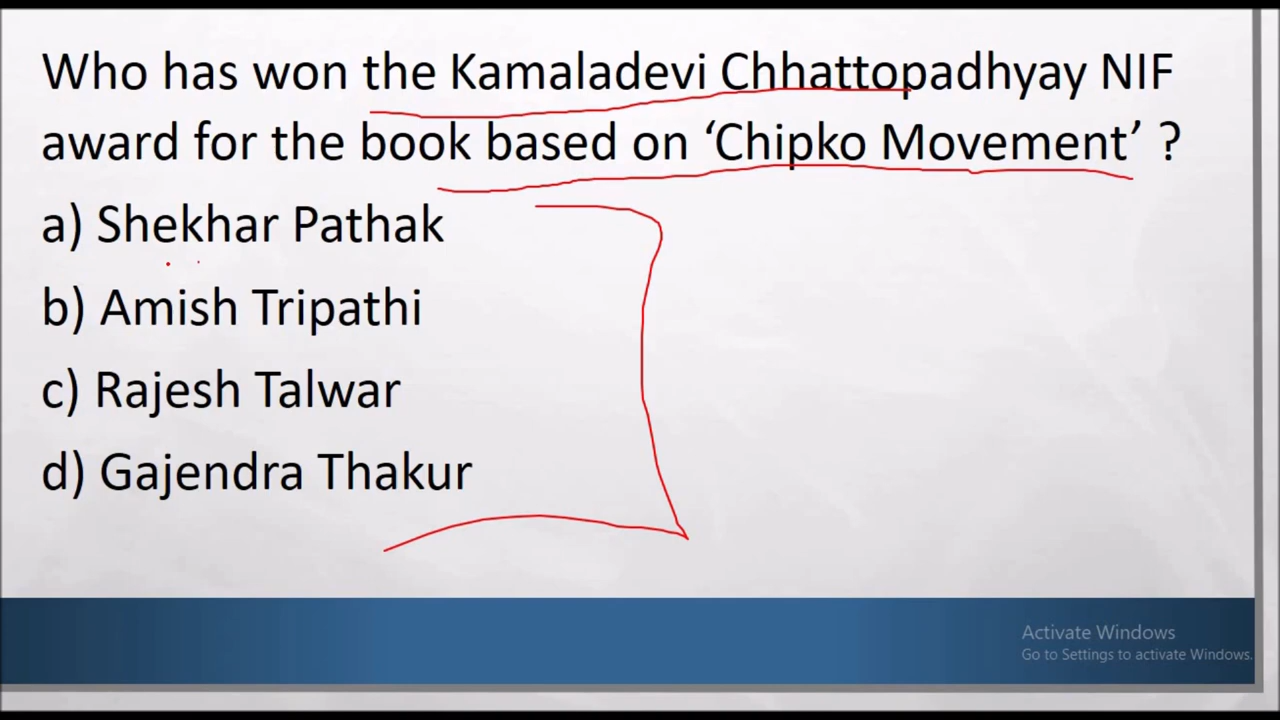 Who has won the Kamaladevi Chhattopadhyay NIF
award for the book based on ‘Chipko Movement’ ?
a) Shekhar Pathak
b) Amish Tripathi
c) Rajesh Talwar
d) Gajendra Thakur
Activate Windows
Go to Settings to activate Windows.